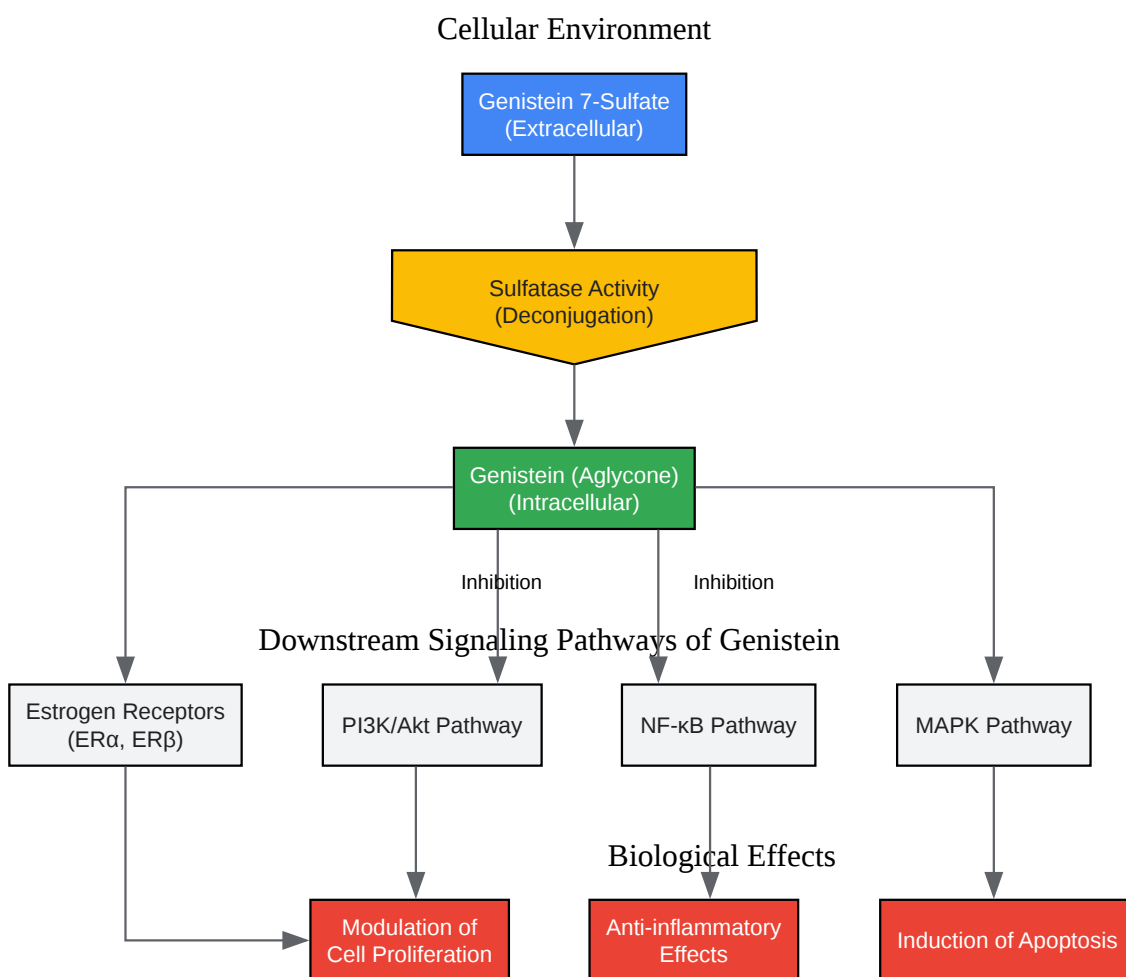 Cellular Environment
Genistein 7-Sulfate
(Extracellular)
Sulfatase Activity
(Deconjugation)
Genistein (Aglycone)
(Intracellular)
Inhibition
Inhibition
Downstream Signaling Pathways of Genistein
Estrogen Receptors
(ERα, ERβ)
PI3K/Akt Pathway
NF-κB Pathway
MAPK Pathway
Biological Effects
Modulation of
Cell Proliferation
Anti-inflammatory
Effects
Induction of Apoptosis